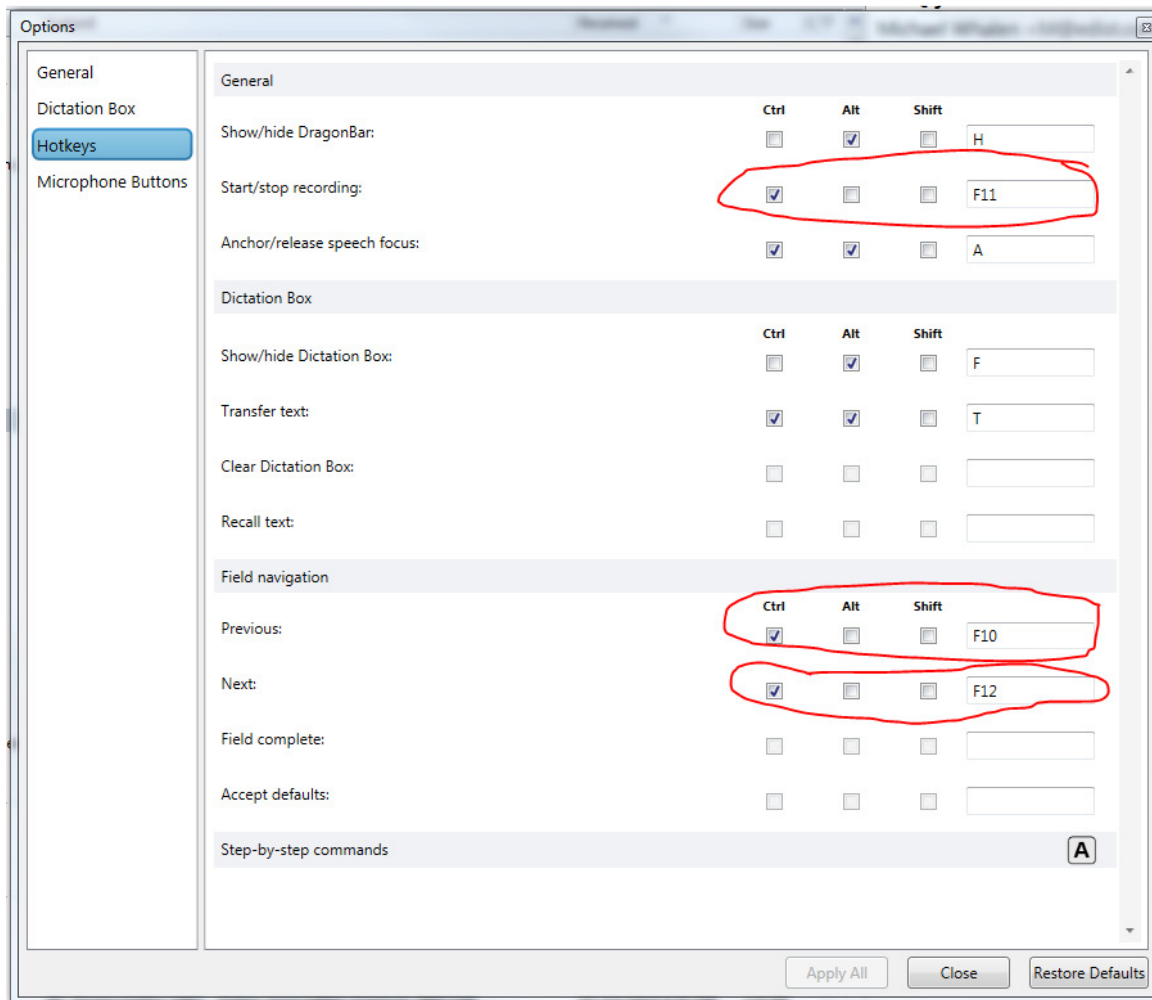 Options
General
Dictation Box
Hotkeys
Microphone Buttons
General
Ctrl Alt Shift
Show/hide DragonBar: H
Start/stop recording: F11
Anchor/release speech focus: A
Dictation Box
Ctrl Alt Shift
Show/hide Dictation Box: F
Transfer text: T
Clear Dictation Box:
Recall text:
Field navigation
Ctrl Alt Shift
Previous: F10
Next: F12
Field complete:
Accept defaults:
Step-by-step commands A
Apply All Close Restore Defaults